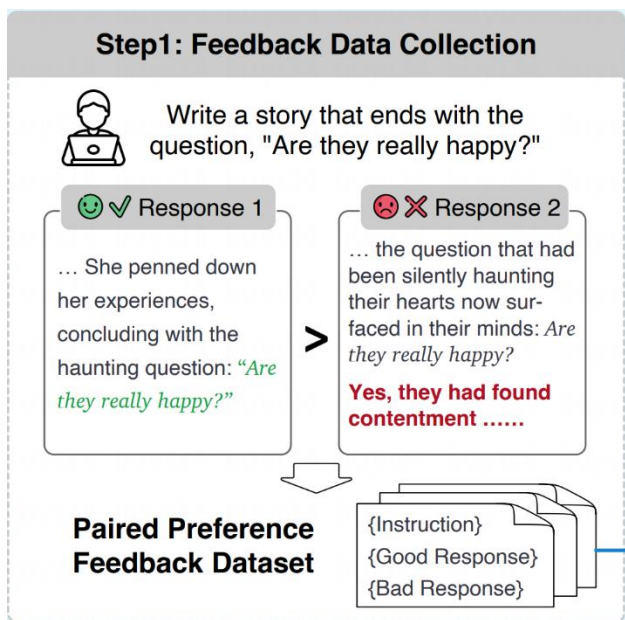 Step1: Feedback Data Collection
Write a story that ends with the
question, "Are they really happy?"
Response 1
… She penned down
her experiences,
concluding with the
haunting question: “Are
they really happy?”
>
Response 2
… the question that had
been silently haunting
their hearts now sur-
faced in their minds: Are
they really happy?
Yes, they had found
contentment ……
Paired Preference
Feedback Dataset
{Instruction}
{Good Response}
{Bad Response}